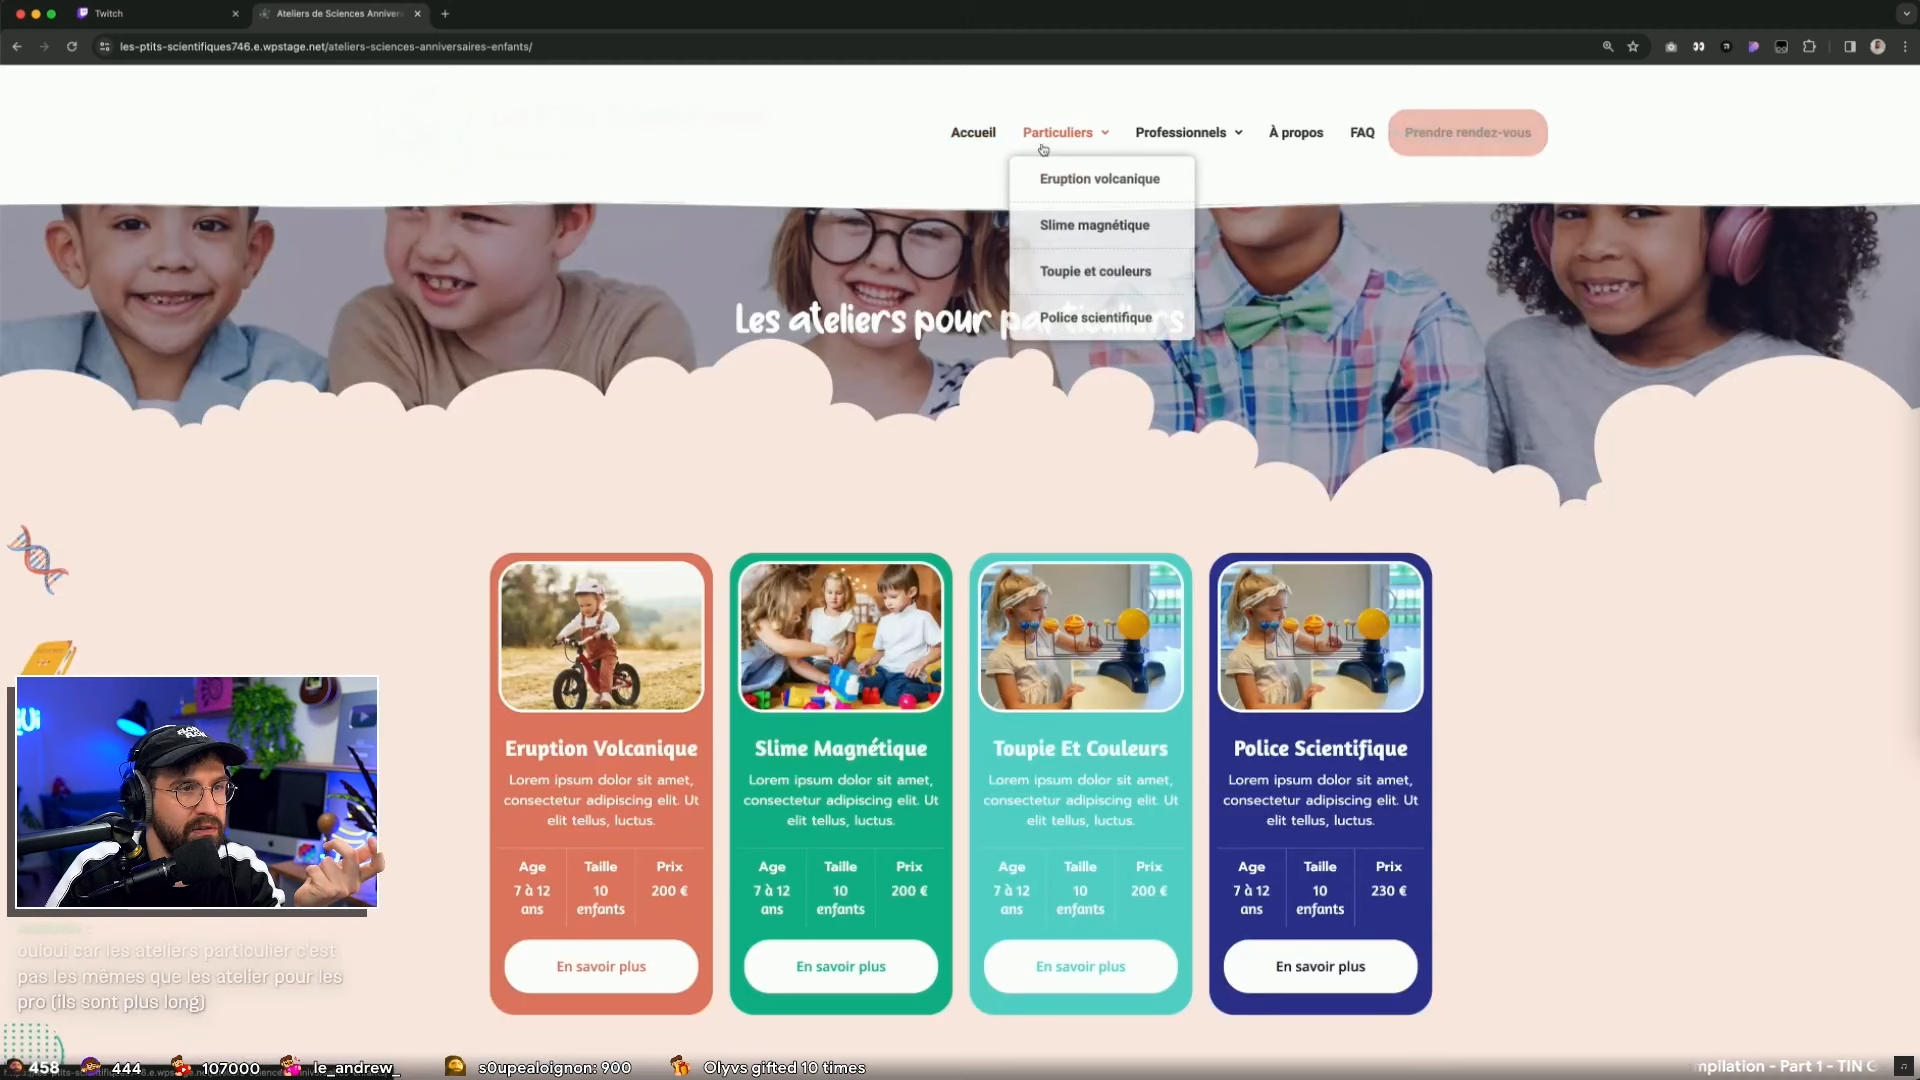 Twitch
Ateliers de Sciences Anniver
les-ptits-scientifiques746.e.wpstage.net/ateliers-sciences-anniversaires-enfants/
Accueil
Particuliers
Professionnels
À propos
FAQ
Prendre rendez-vous
Eruption volcanique
Slime magnétique
Toupie et couleurs
Police scientifique
Les ateliers pour particuliers
Eruption Volcanique
Lorem ipsum dolor sit amet,
consectetur adipiscing elit. Ut
elit tellus, luctus.
Age
Taille
Prix
7 à 12
ans
10
enfants
200 €
En savoir plus
Slime Magnétique
Lorem ipsum dolor sit amet,
consectetur adipiscing elit. Ut
elit tellus, luctus.
Age
Taille
Prix
7 à 12
ans
10
enfants
200 €
En savoir plus
Toupie Et Couleurs
Lorem ipsum dolor sit amet,
consectetur adipiscing elit. Ut
elit tellus, luctus.
Age
Taille
Prix
7 à 12
ans
10
enfants
200 €
En savoir plus
Police Scientifique
Lorem ipsum dolor sit amet,
consectetur adipiscing elit. Ut
elit tellus, luctus.
Age
Taille
Prix
7 à 12
ans
10
enfants
230 €
En savoir plus
ouioui car les ateliers particulier c'est
pas les mêmes que les atelier pour les
pro (ils sont plus long)
458
444
107000
le_andrew_
s0upealoignon: 900
Olyvs gifted 10 times
mpilation - Part 1 - TIN